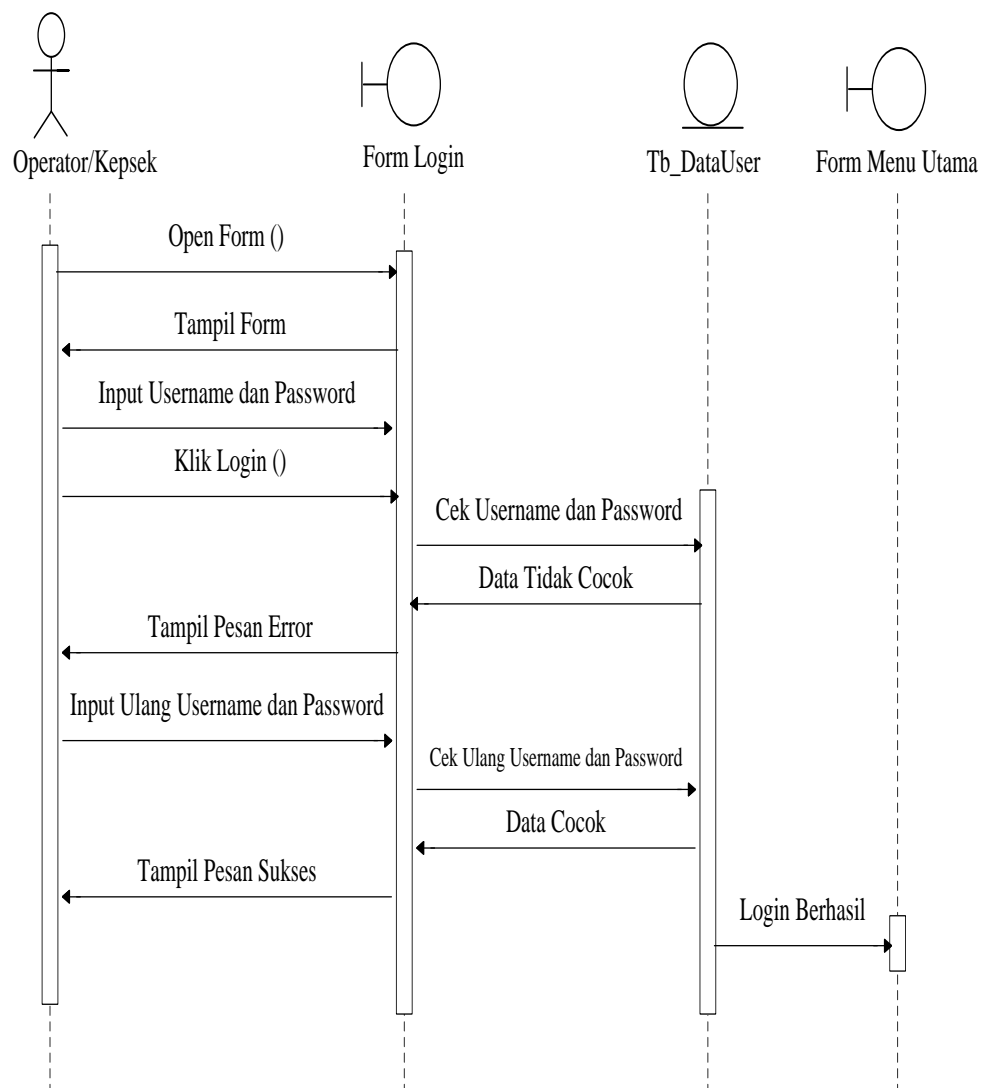 Operator/Kepsek
Form Login
Tb_DataUser
Form Menu Utama
Open Form ()
Tampil Form
Input Username dan Password
Klik Login ()
Cek Username dan Password
Data Tidak Cocok
Tampil Pesan Error
Input Ulang Username dan Password
Cek Ulang Username dan Password
Data Cocok
Tampil Pesan Sukses
Login Berhasil